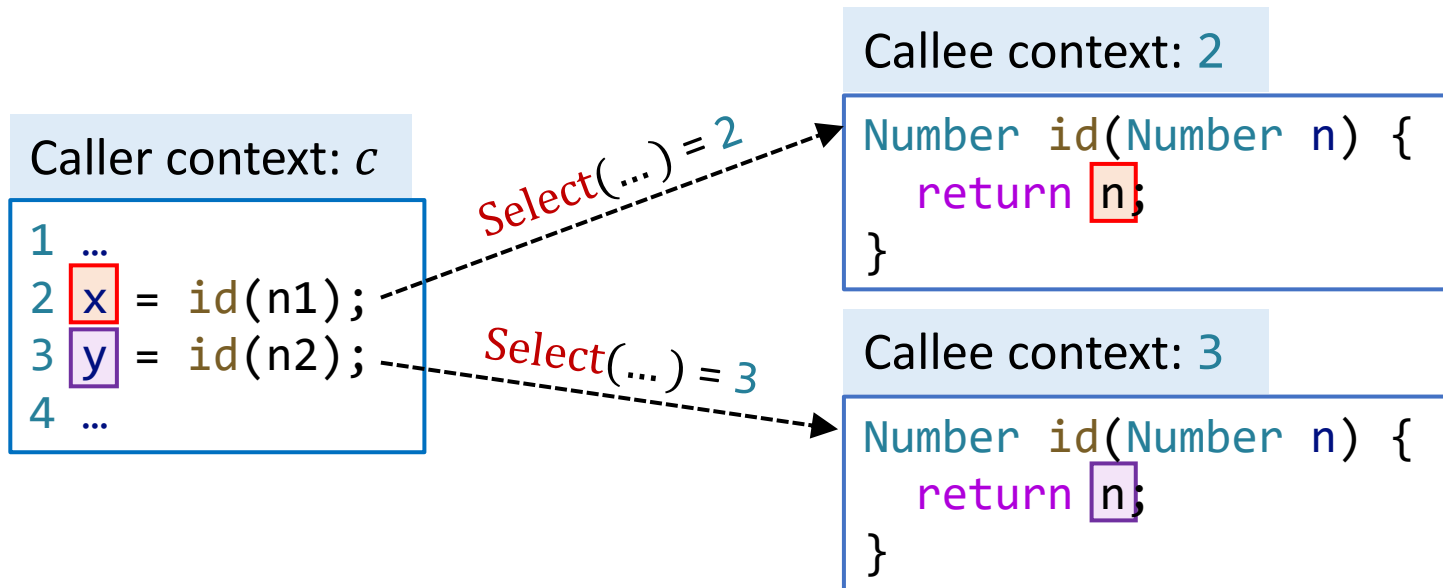 Caller context: c
1 …
2 x = id(n1);
3 y = id(n2);
4 …
Select(…) = 2
Select(…) = 3
Callee context: 2
Number id(Number n) {
return n;
}
Callee context: 3
Number id(Number n) {
return n;
}